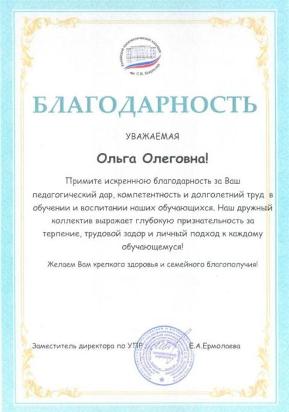 БЛАГОДАРНОСТЬ
УВАЖАЕМАЯ
Ольга Олеговна!
Примите искреннюю благодарность за Ваш
педагогический дар, компетентность и долголетний труд в
обучении и воспитании наших обучающихся. Наш дружный
коллектив выражает глубокую признательность за
терпение, трудовой задор и личный подход к каждому
обучающемуся!
Желаем Вам крепкого здоровья и семейного благополучия!
Заместитель директора по УПР
Е.А.Ермолаева